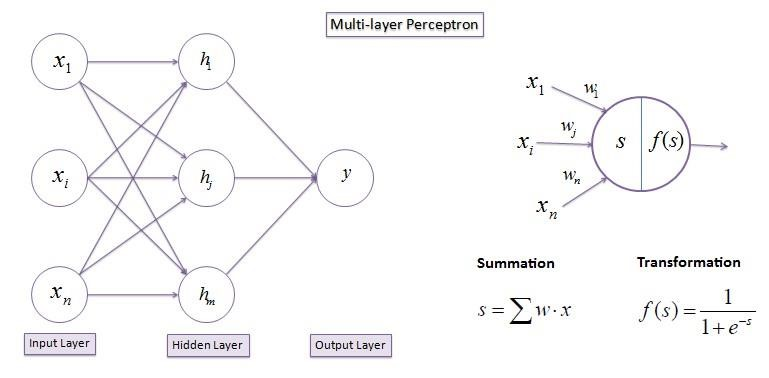 Multi-layer Perceptron
x₁
h₁
xᵢ
hⱼ
y
xₙ
hₘ
Input Layer
Hidden Layer
Output Layer
x₁ w₁
xᵢ wⱼ s f(s)
xₙ wₙ
Summation
s = ∑ w · x
Transformation
f(s) = 1 / (1 + e⁻ˢ)